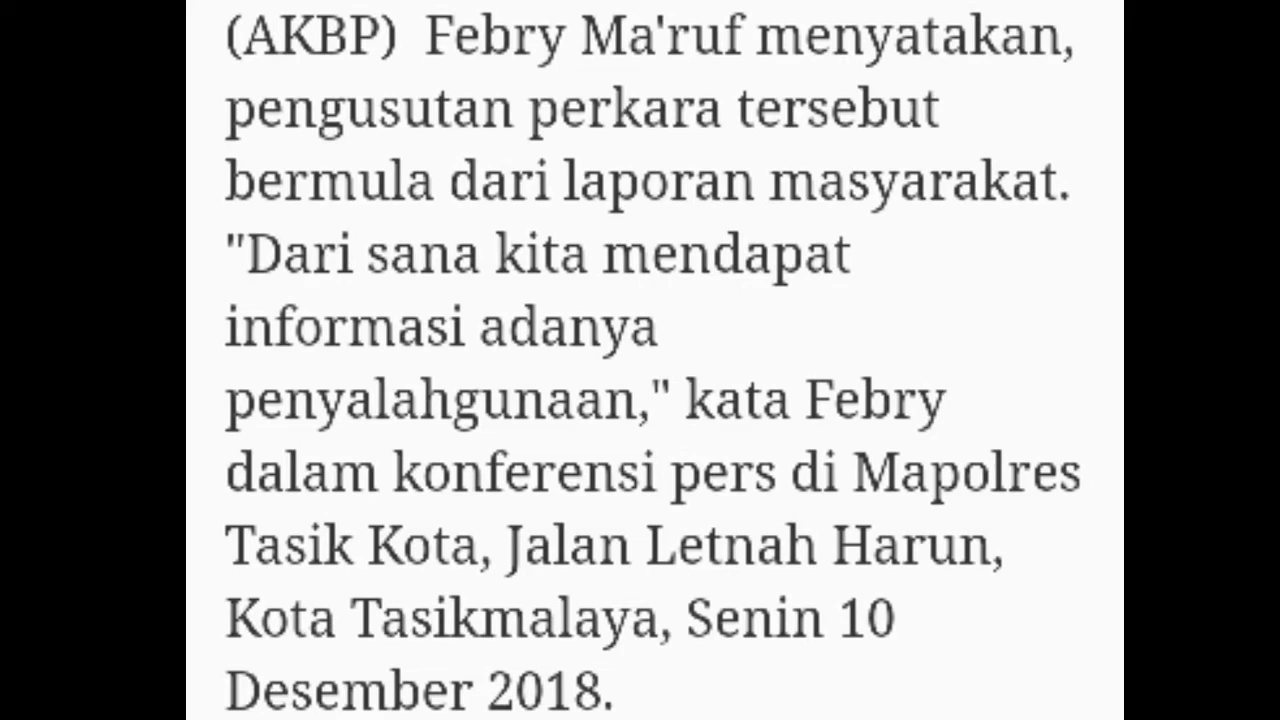 (AKBP)  Febry Ma'ruf menyatakan,
pengusutan perkara tersebut
bermula dari laporan masyarakat.
"Dari sana kita mendapat
informasi adanya
penyalahgunaan," kata Febry
dalam konferensi pers di Mapolres
Tasik Kota, Jalan Letnah Harun,
Kota Tasikmalaya, Senin 10
Desember 2018.